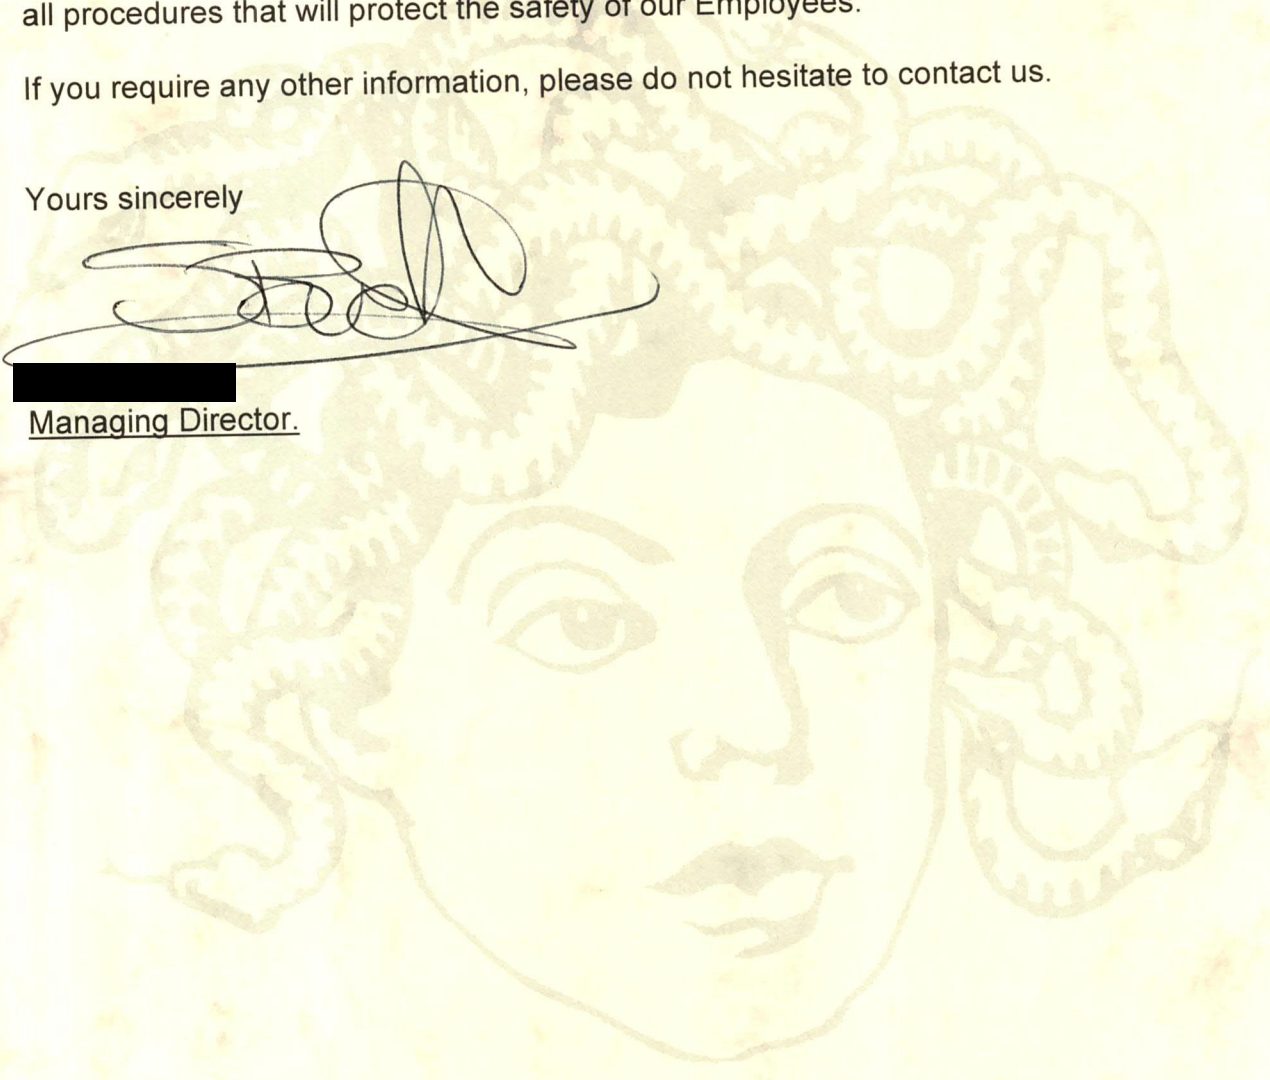 all procedures that will protect the safety of our Employees.
If you require any other information, please do not hesitate to contact us.
Yours sincerely
Managing Director.